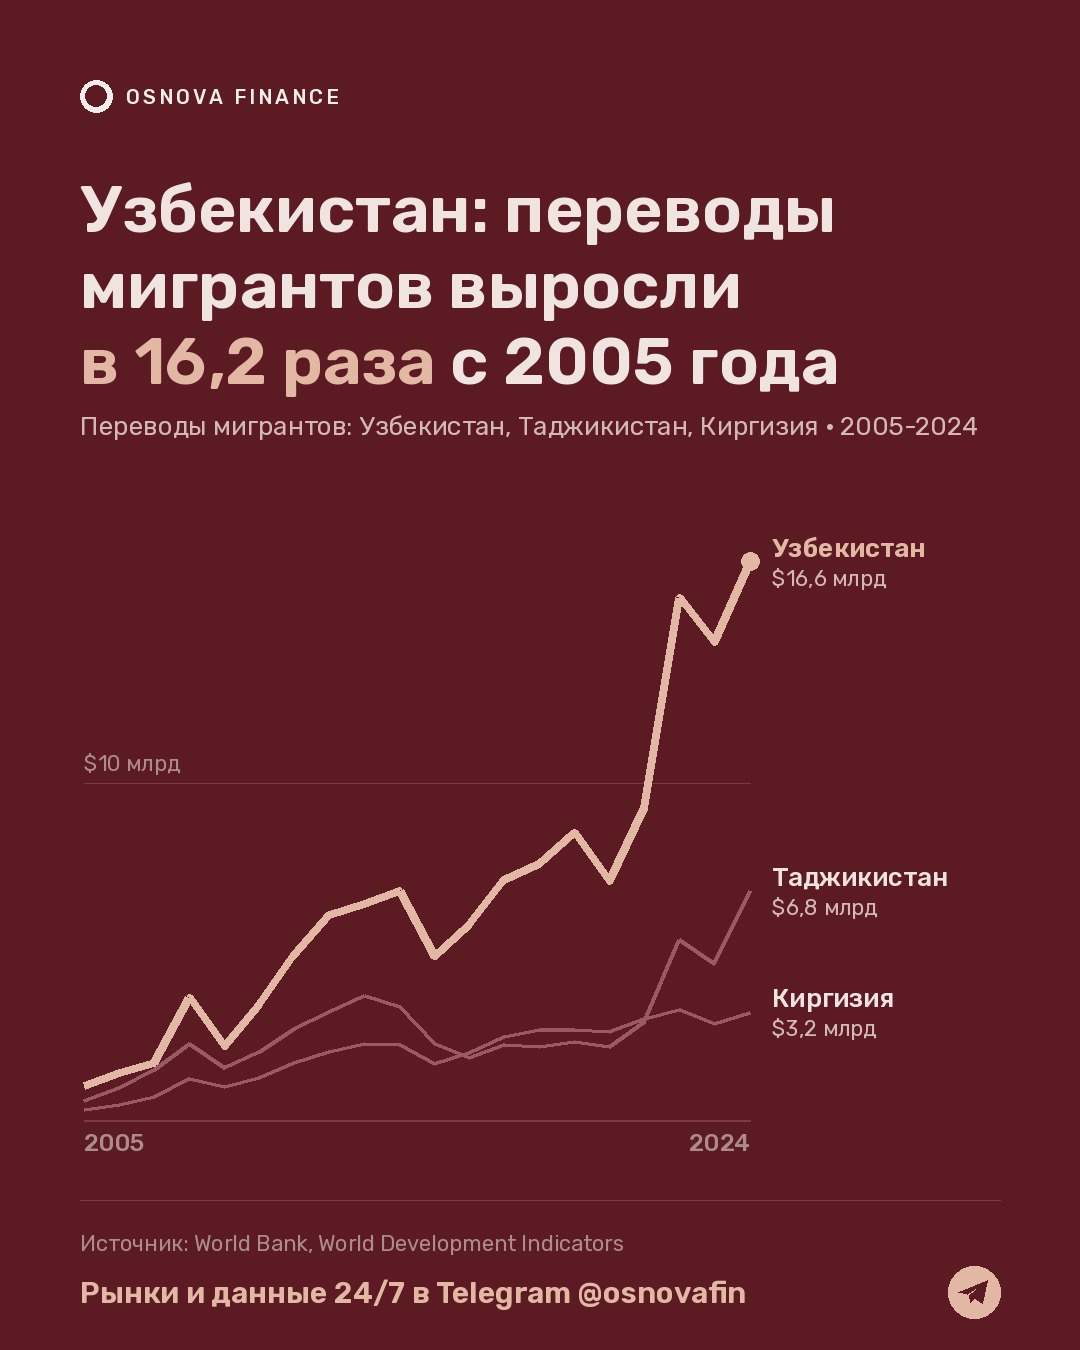 OSNOVA FINANCE
Узбекистан: переводы
мигрантов выросли
в 16,2 раза с 2005 года
Переводы мигрантов: Узбекистан, Таджикистан, Киргизия • 2005-2024
Узбекистан
$16,6 млрд
$10 млрд
Таджикистан
$6,8 млрд
Киргизия
$3,2 млрд
2005
2024
Источник: World Bank, World Development Indicators
Рынки и данные 24/7 в Telegram @osnovafin